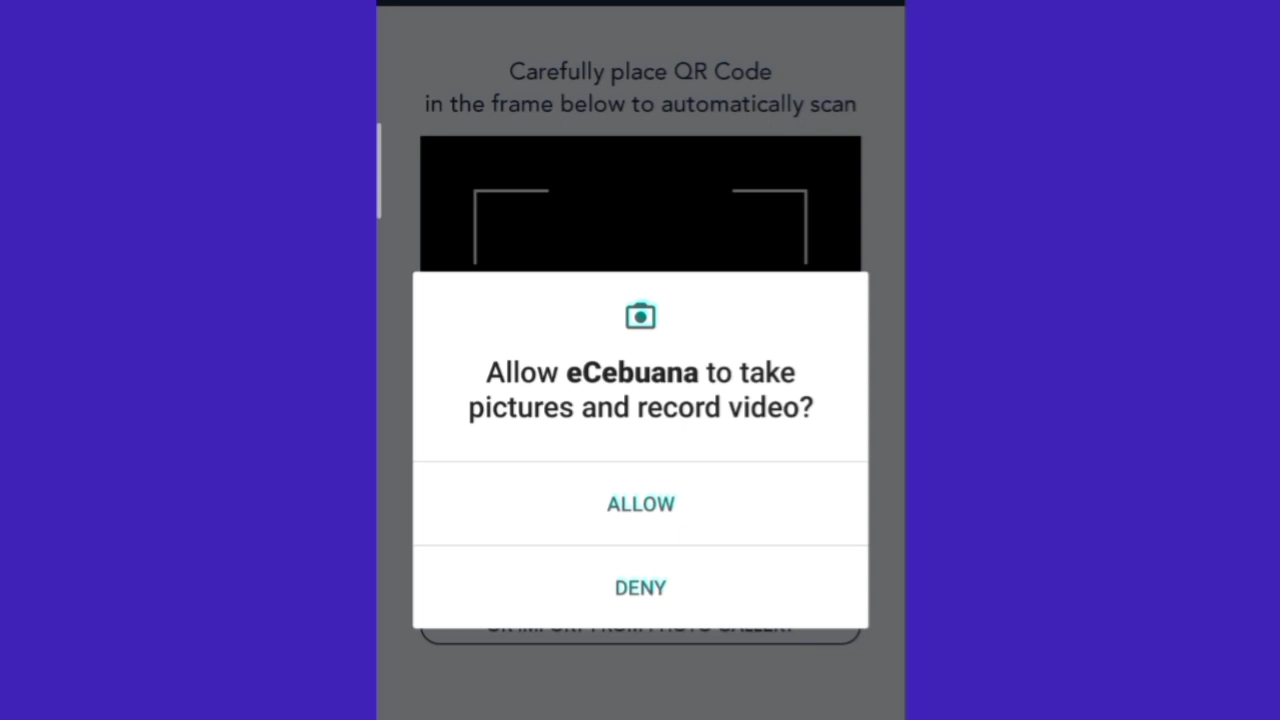 Carefully place QR Code
in the frame below to automatically scan
Allow eCebuana to take
pictures and record video?
ALLOW
DENY